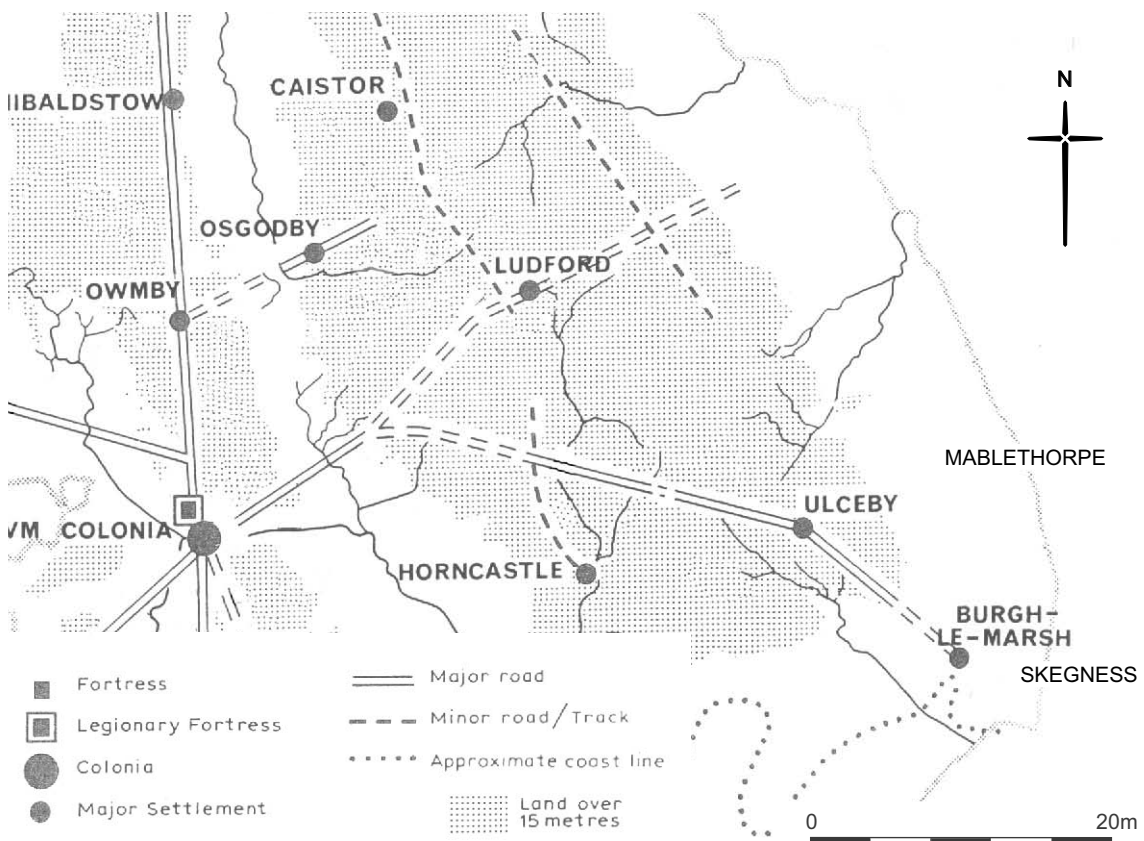 N
CAISTOR
HIBALDSTOW
OSGODBY
LUDFORD
OWMBY
MABLETHORPE
ULCEBY
VM COLONIA
HORNCASTLE
BURGH-
LE-MARSH
SKEGNESS
Fortress
Legionary Fortress
Colonia
Major Settlement
Major road
Minor road/Track
Approximate coast line
Land over
15 metres
0 20m